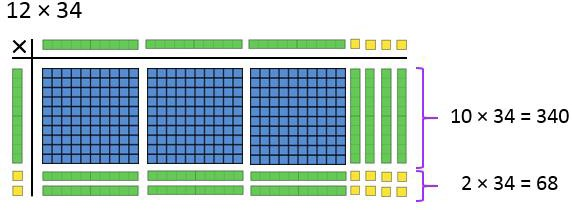 12 × 34
×
10 × 34 = 340
2 × 34 = 68